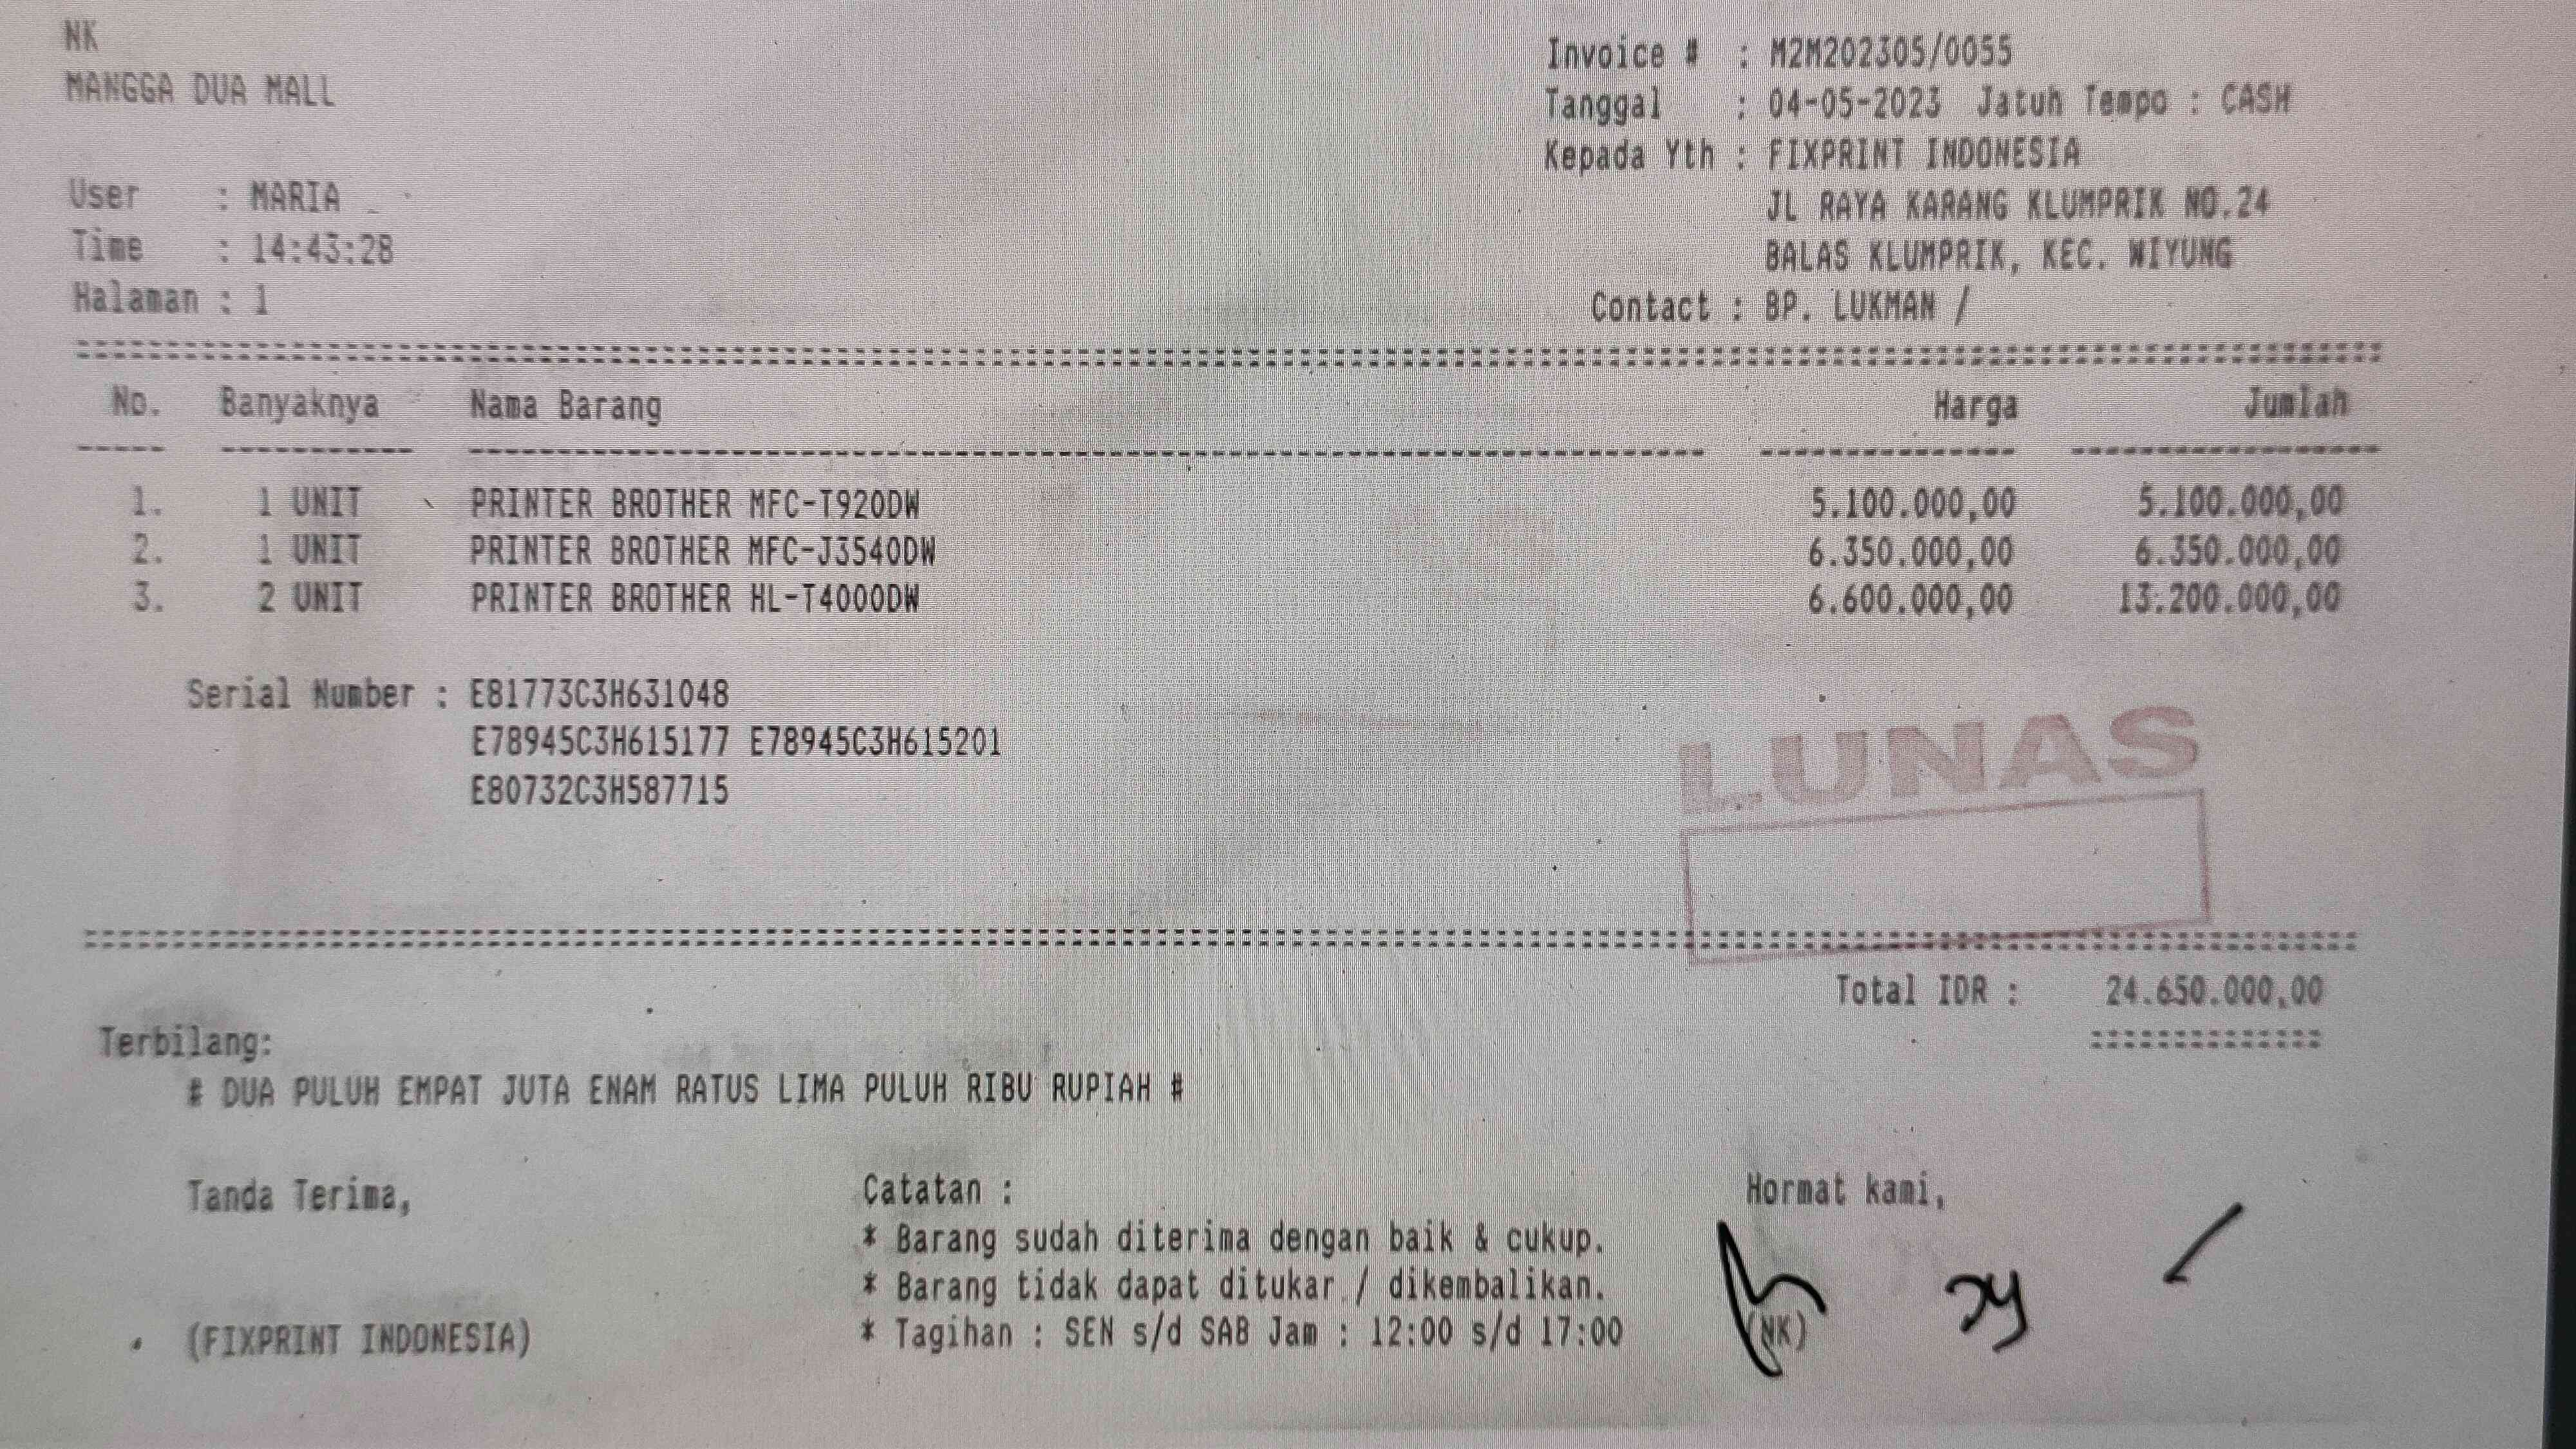 NK
MANGGA DUA MALL
Invoice # : M2M202305/0055
Tanggal : 04-05-2023 Jatuh Tempo : CASH
Kepada Yth : FIXPRINT INDONESIA
JL RAYA KARANG KLUMPRIK NO.24
BALAS KLUMPRIK, KEC. WIYUNG
Contact : BP. LUKMAN /
User : MARIA
Time : 14:43:28
Halaman : 1
No. Banyaknya Nama Barang Harga Jumlah
1. 1 UNIT PRINTER BROTHER MFC-T920DW 5.100.000,00 5.100.000,00
2. 1 UNIT PRINTER BROTHER MFC-J3540DW 6.350.000,00 6.350.000,00
3. 2 UNIT PRINTER BROTHER HL-T4000DW 6.600.000,00 13.200.000,00
Serial Number : E81773C3H631048
E78945C3H615177 E78945C3H615201
E80732C3H587715
LUNAS
Total IDR : 24.650.000,00
Terbilang:
# DUA PULUH EMPAT JUTA ENAM RATUS LIMA PULUH RIBU RUPIAH #
Tanda Terima,
(FIXPRINT INDONESIA)
Catatan :
* Barang sudah diterima dengan baik & cukup.
* Barang tidak dapat ditukar / dikembalikan.
* Tagihan : SEN s/d SAB Jam : 12:00 s/d 17:00
Hormat kami,
(NK)